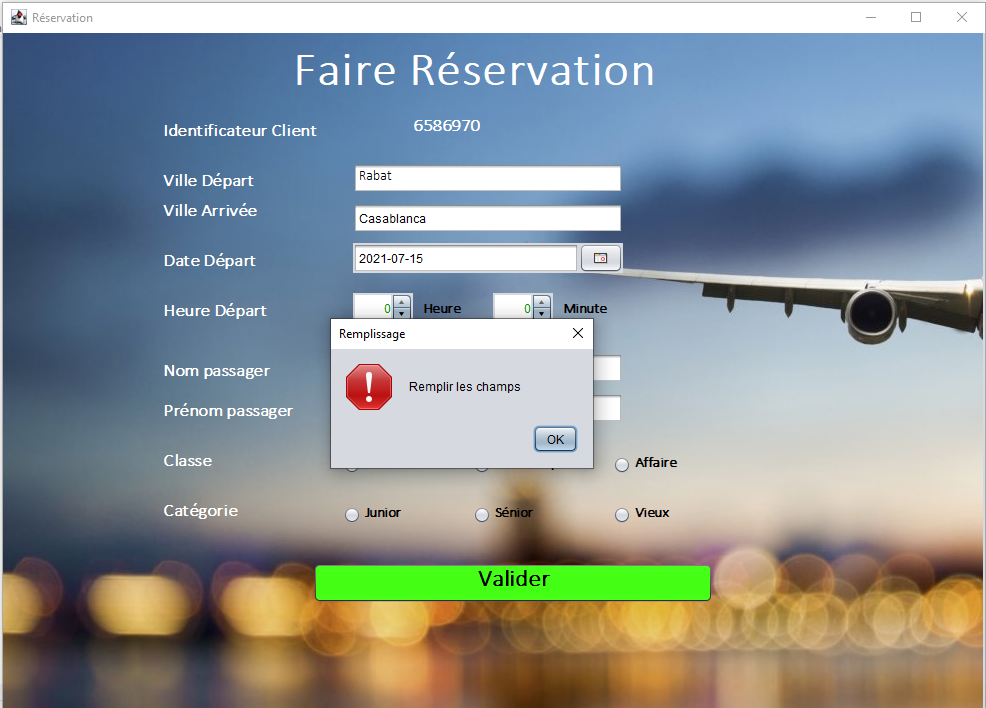 Réservation
Faire Réservation
Identificateur Client 6586970
Ville Départ Rabat
Ville Arrivée Casablanca
Date Départ 2021-07-15
Heure Départ 0 Heure 0 Minute
Remplissage
Nom passager
Remplir les champs
Prénom passager
OK
Classe Affaire
Catégorie Junior Sénior Vieux
Valider